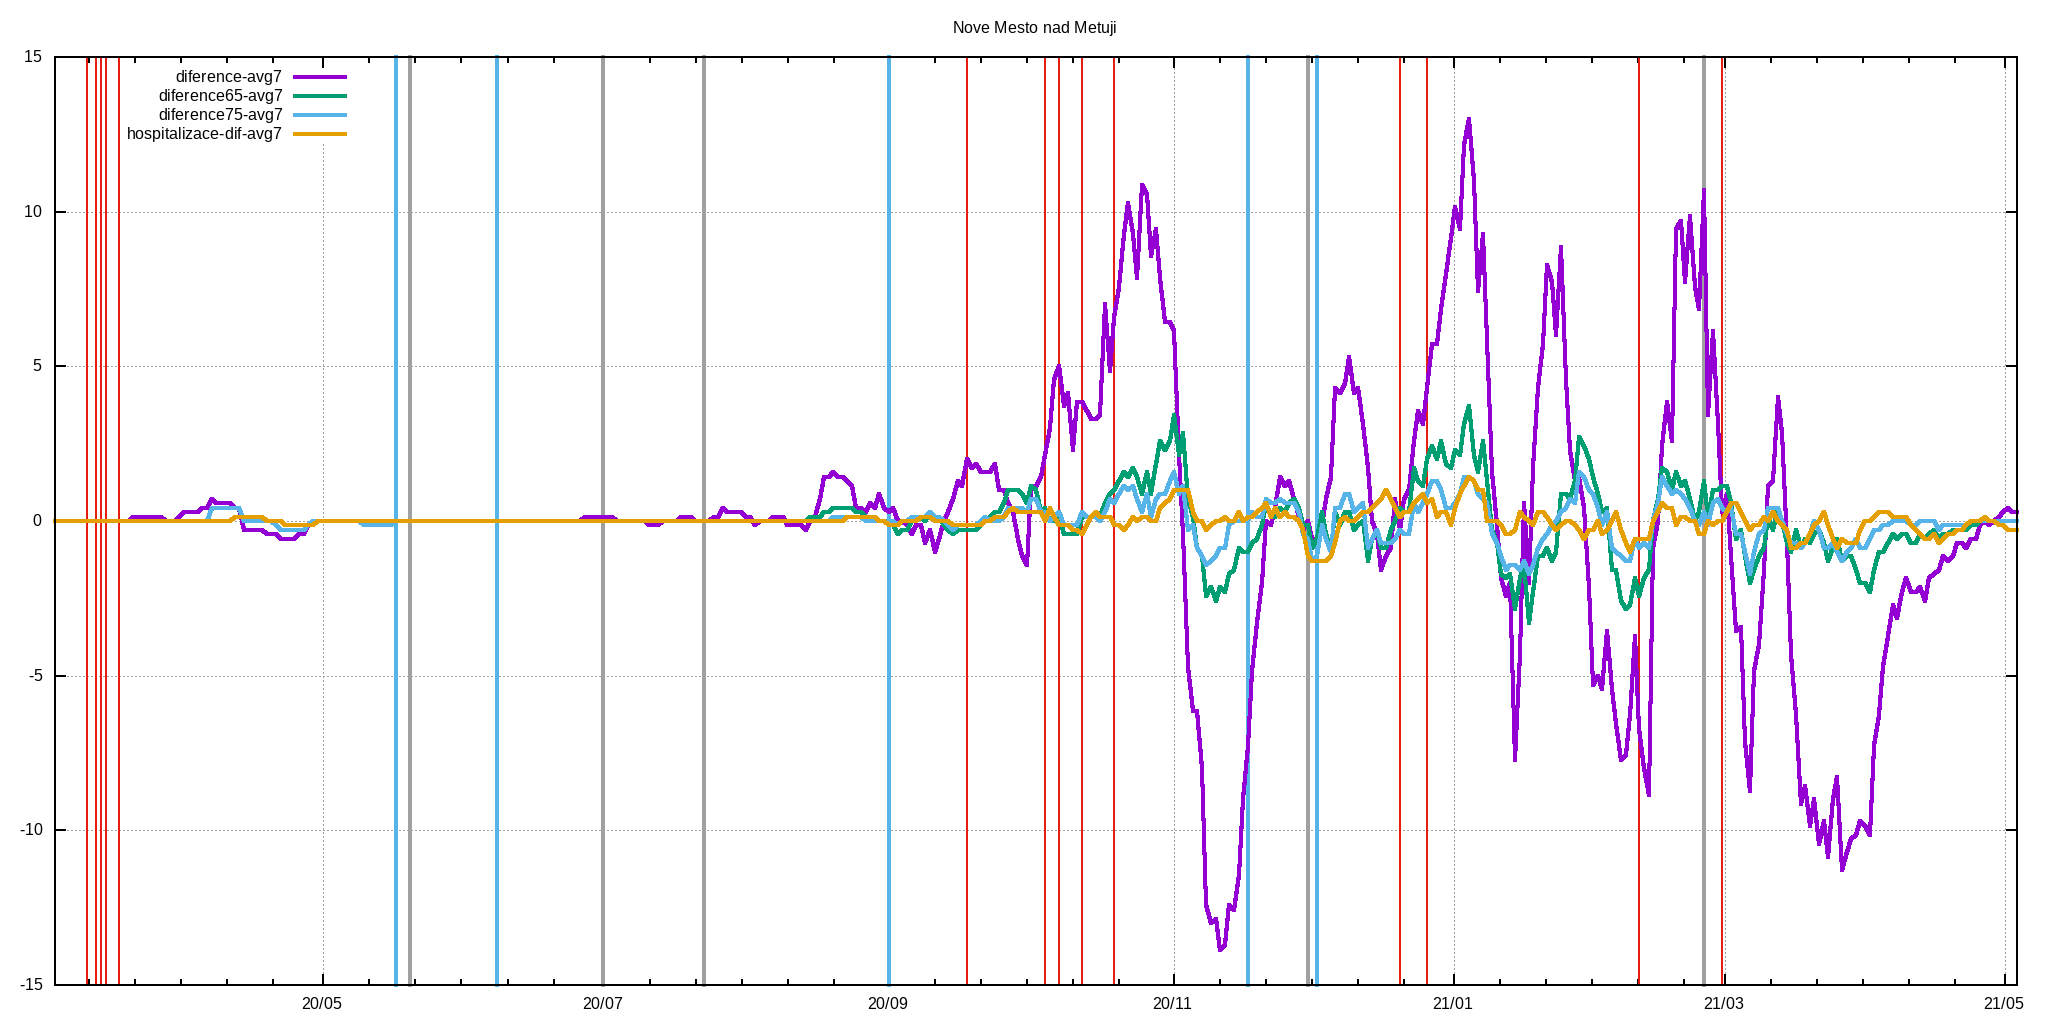 Nove Mesto nad Metuji
15
diference-avg7
diference65-avg7
diference75-avg7
hospitalizace-dif-avg7
10
5
0
-5
-10
-15
20/05 20/07 20/09 20/11 21/01 21/03 21/05